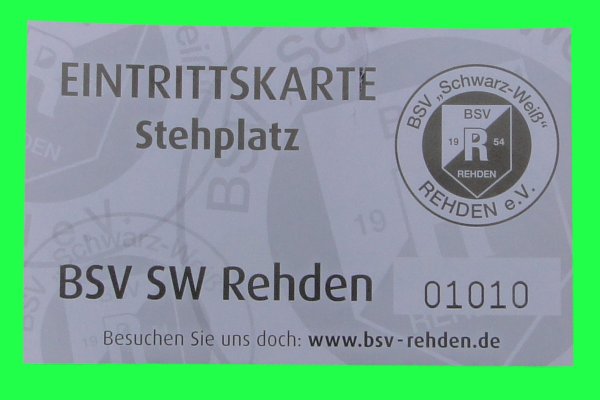 EINTRITTSKARTE
Stehplatz
BSV „Schwarz-Weiß“
BSV
19 R 54
REHDEN
REHDEN e.V.
BSV SW Rehden
01010
Besuchen Sie uns doch: www.bsv-rehden.de